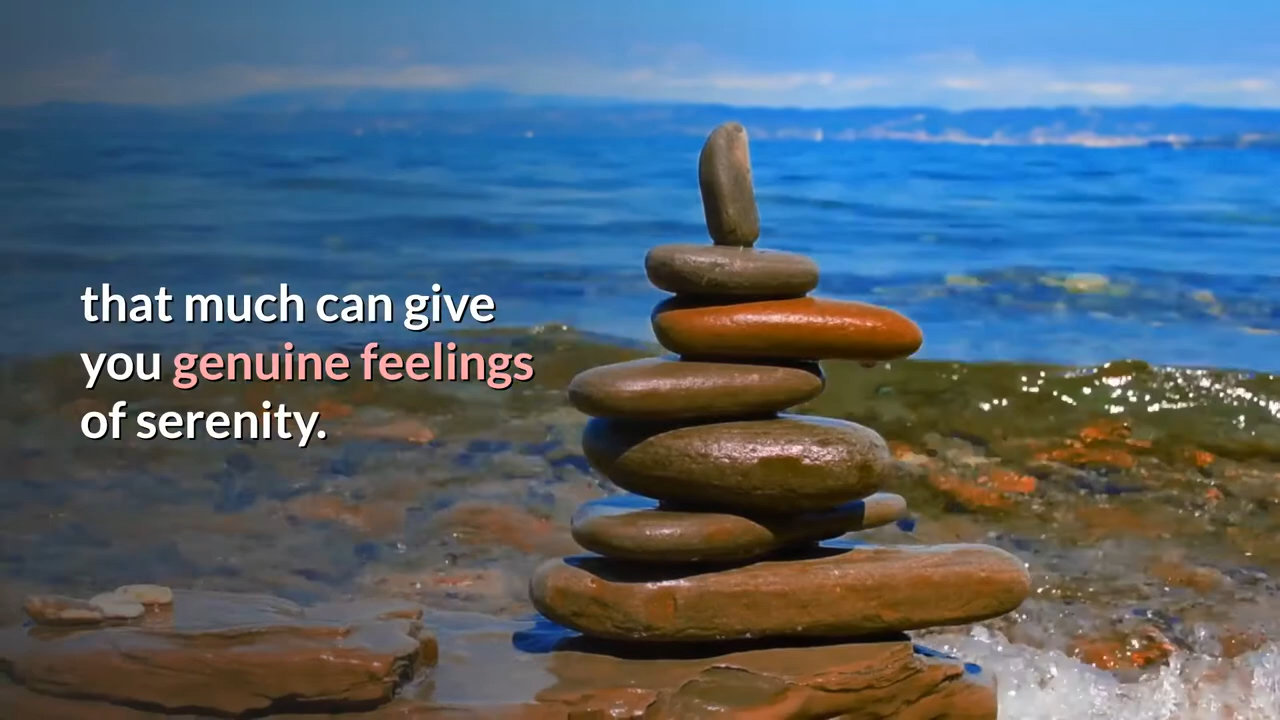 that much can give
you genuine feelings
of serenity.